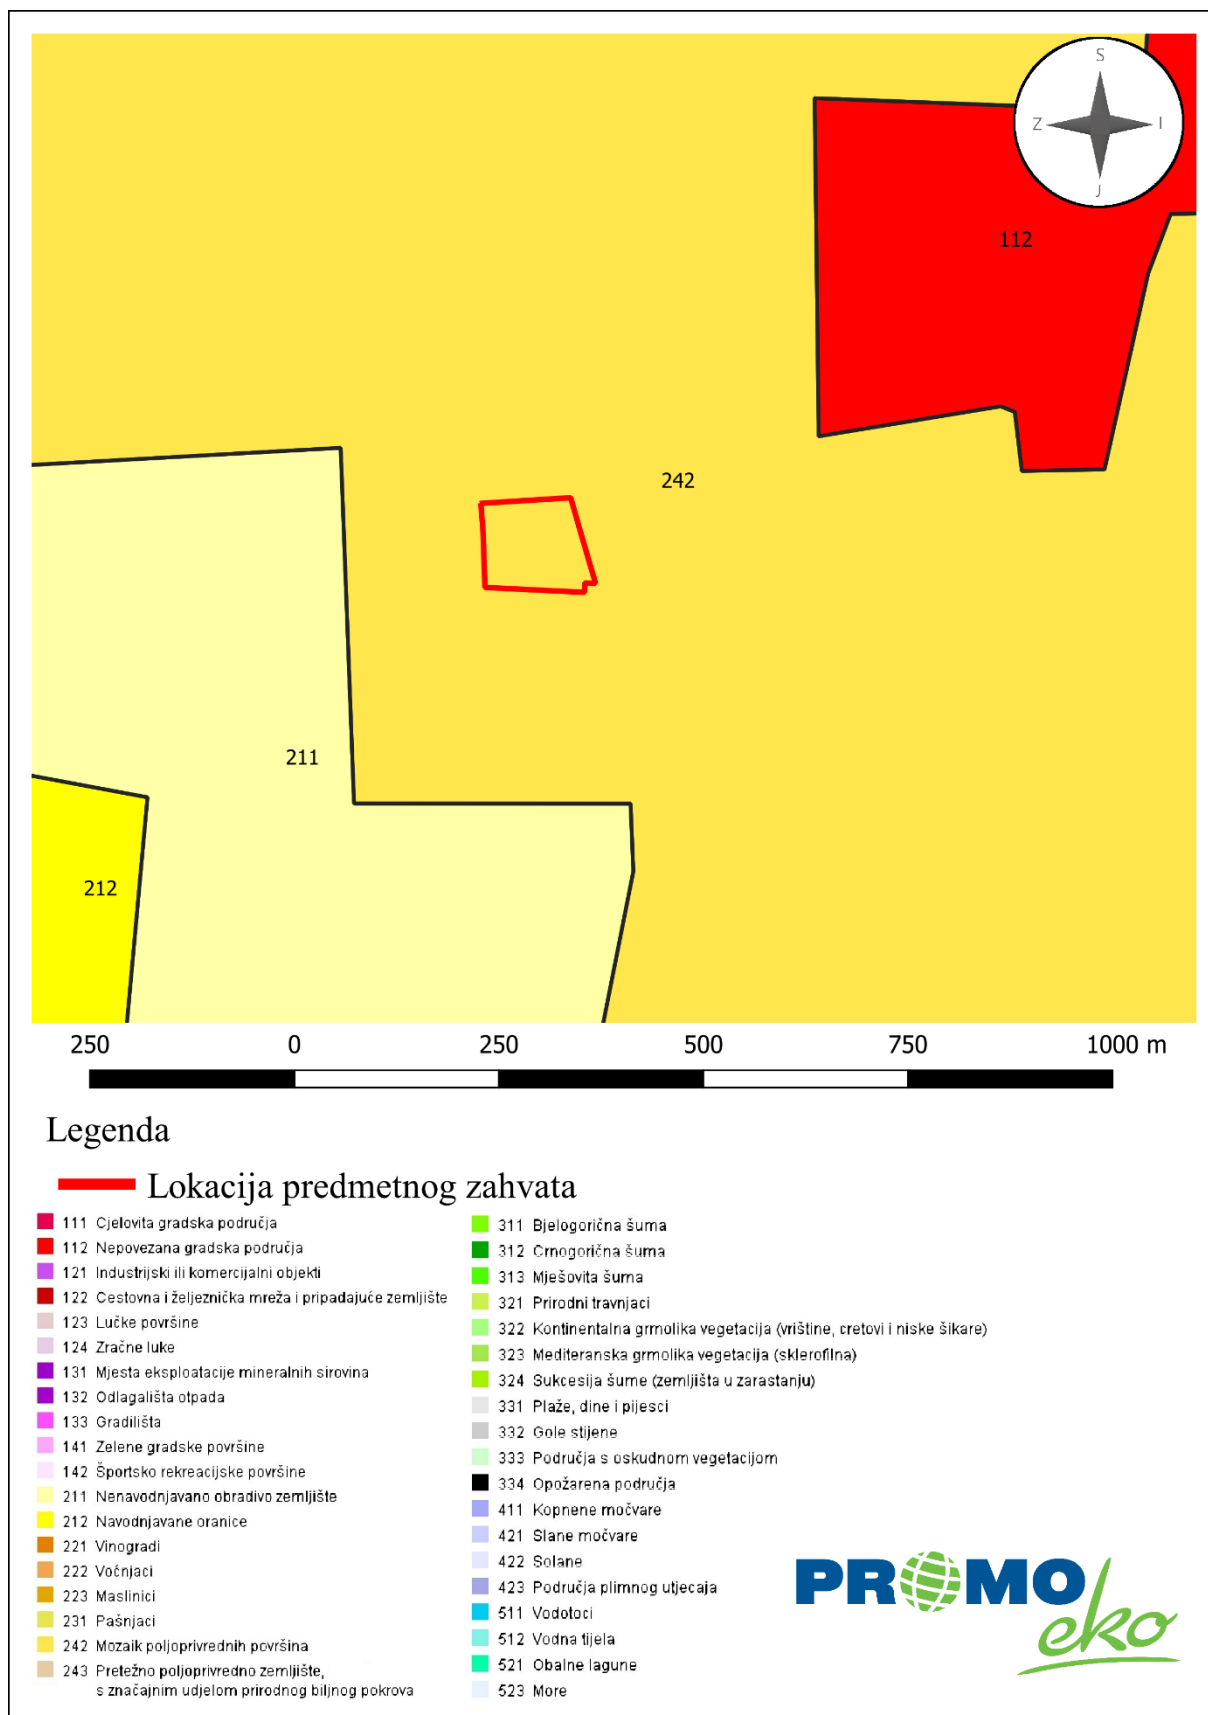 S
Z
I
J
112
242
211
212
250 0 250 500 750 1000 m
Legenda
Lokacija predmetnog zahvata
111 Cjelovita gradska područja
112 Nepovezana gradska područja
121 Industrijski ili komercijalni objekti
122 Cestovna i željeznička mreža i pripadajuće zemljište
123 Lučke površine
124 Zračne luke
131 Mjesta eksploatacije mineralnih sirovina
132 Odlagališta otpada
133 Gradilišta
141 Zelene gradske površine
142 Športsko rekreacijske površine
211 Nenavodnjavano obradivo zemljište
212 Navodnjavane oranice
221 Vinogradi
222 Voćnjaci
223 Maslinici
231 Pašnjaci
242 Mozaik poljoprivrednih površina
243 Pretežno poljoprivredno zemljište,
s značajnim udjelom prirodnog biljnog pokrova
311 Bjelogorična šuma
312 Crnogorična šuma
313 Mješovita šuma
321 Prirodni travnjaci
322 Kontinentalna grmolika vegetacija (vrištine, cretovi i niske šikare)
323 Mediteranska grmolika vegetacija (sklerofilna)
324 Sukcesija šume (zemljišta u zarastanju)
331 Plaže, dine i pijesci
332 Gole stijene
333 Područja s oskudnom vegetacijom
334 Opožarena područja
411 Kopnene močvare
421 Slane močvare
422 Solane
423 Područja plimnog utjecaja
511 Vodotoci
512 Vodna tijela
521 Obalne lagune
523 More
PROMO
eko